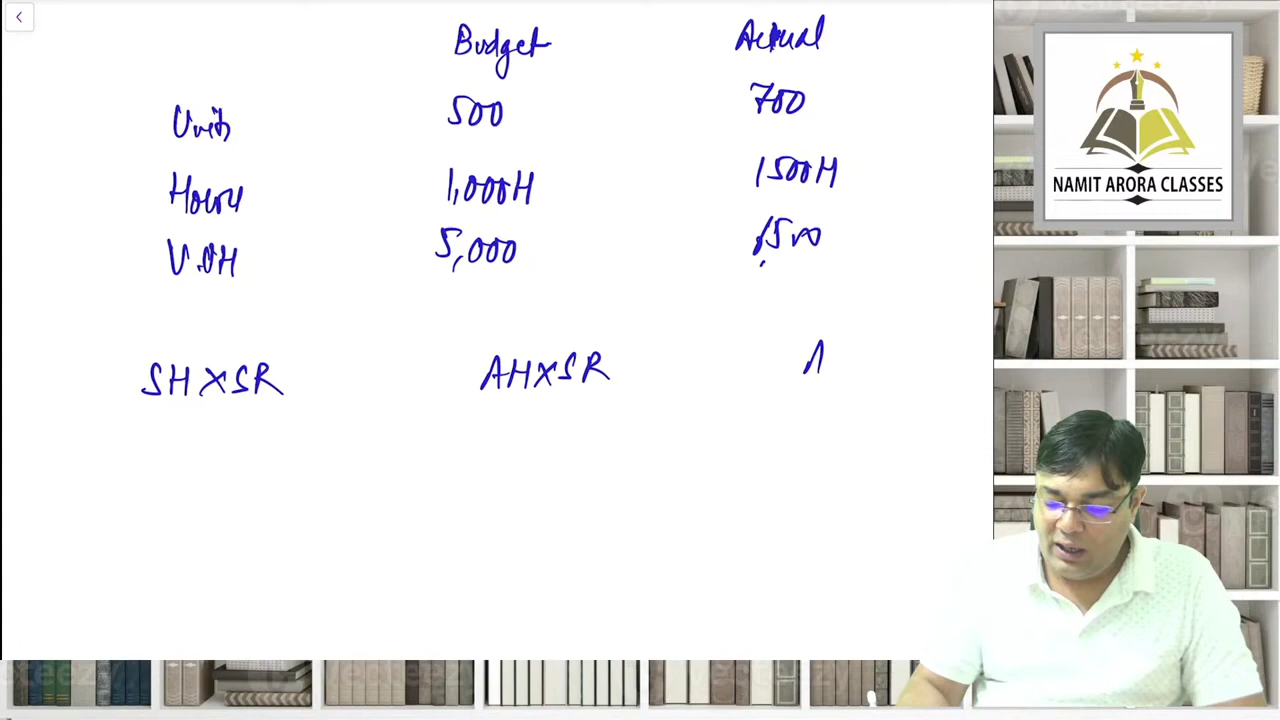 Budget Actual
Units 500 700
Hours 1,000H 1500H
V.OH 5,000
SH×SR AH×SR A
NAMIT ARORA CLASSES